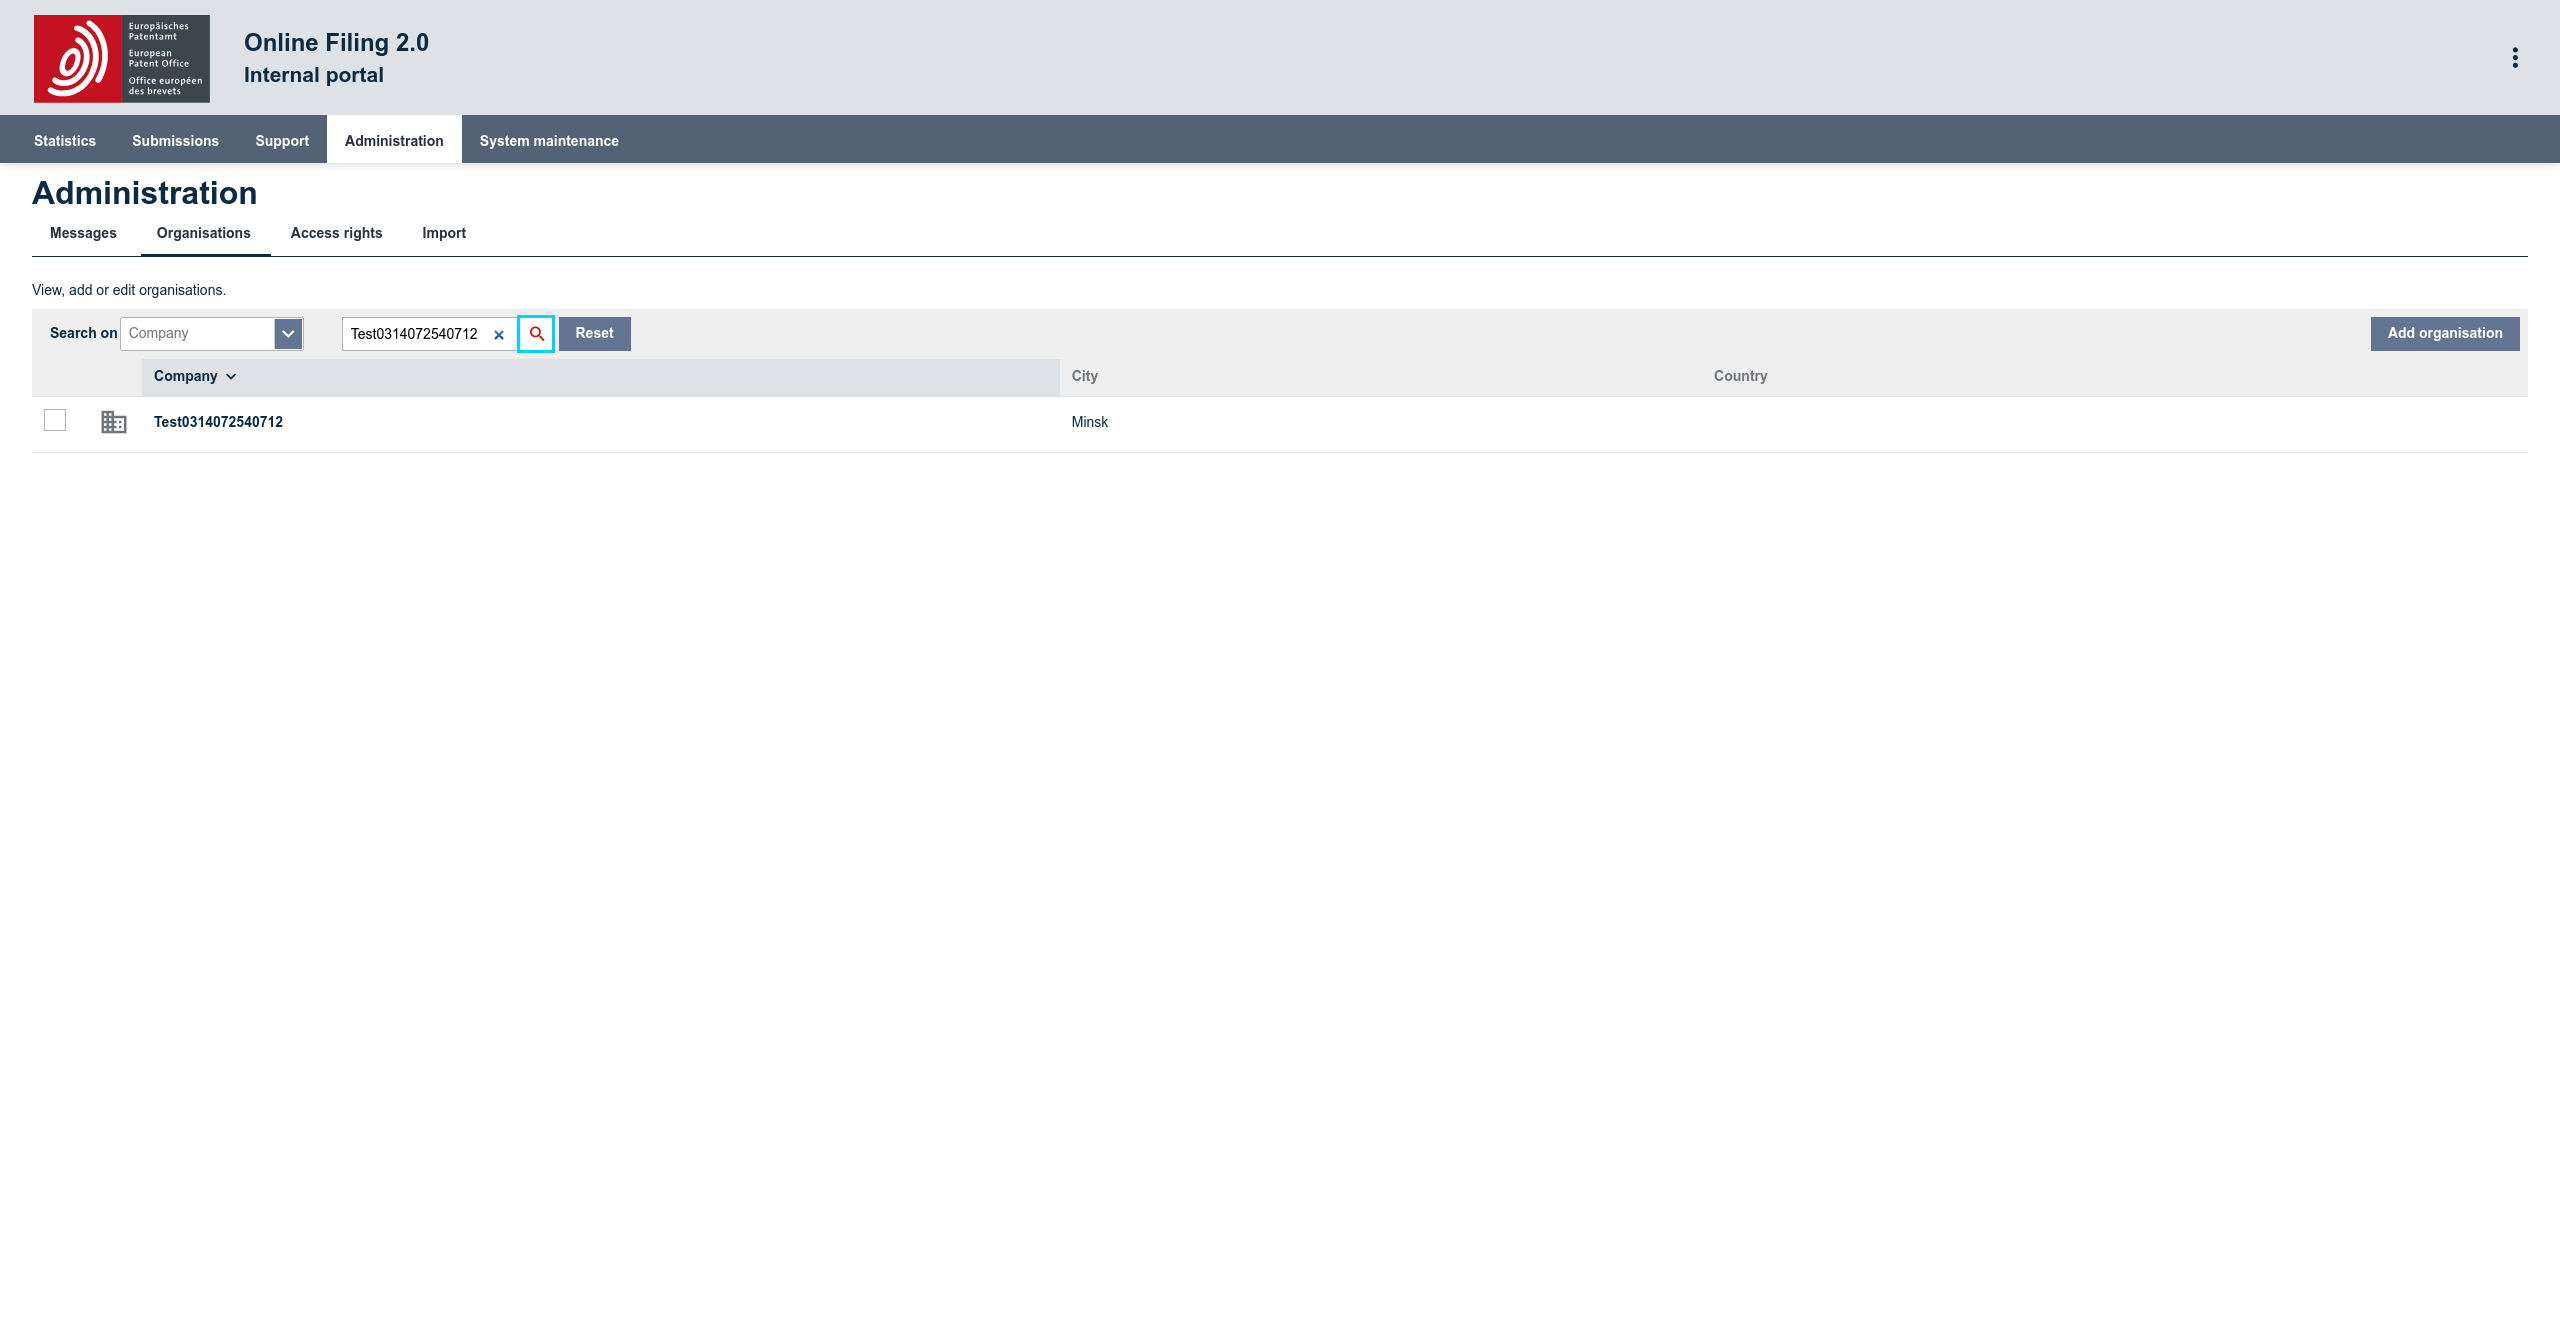 Europäisches
Patentamt
European
Patent Office
Office européen
des brevets
Online Filing 2.0
Internal portal
Statistics Submissions Support Administration System maintenance
Administration
Messages Organisations Access rights Import
View, add or edit organisations.
Search on Company Test0314072540712 Reset Add organisation
Company City Country
Test0314072540712 Minsk